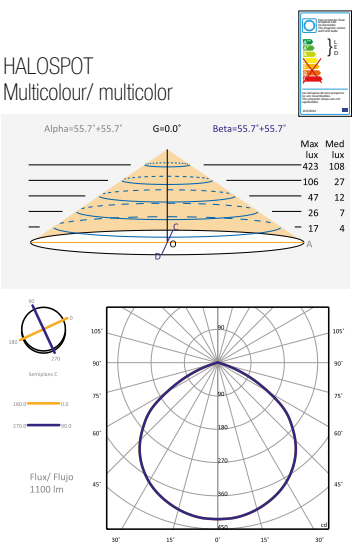 L
E
D
HALOSPOT
Multicolour/ multicolor
Alpha=55.7°+55.7° G=0.0° Beta=55.7°+55.7°
Max Med
lux lux
423 108
106 27
47 12
26 7
17 4
C
O A
D
90
0
180
270
Semiplans C
180.0 0.0
270.0 90.0
Flux/ Flujo
1100 lm
105° 90 105°
90° 90°
75° 90 75°
60° 180 60°
270
45° 360 45°
450 cd
30° 15° 0° 15° 30°